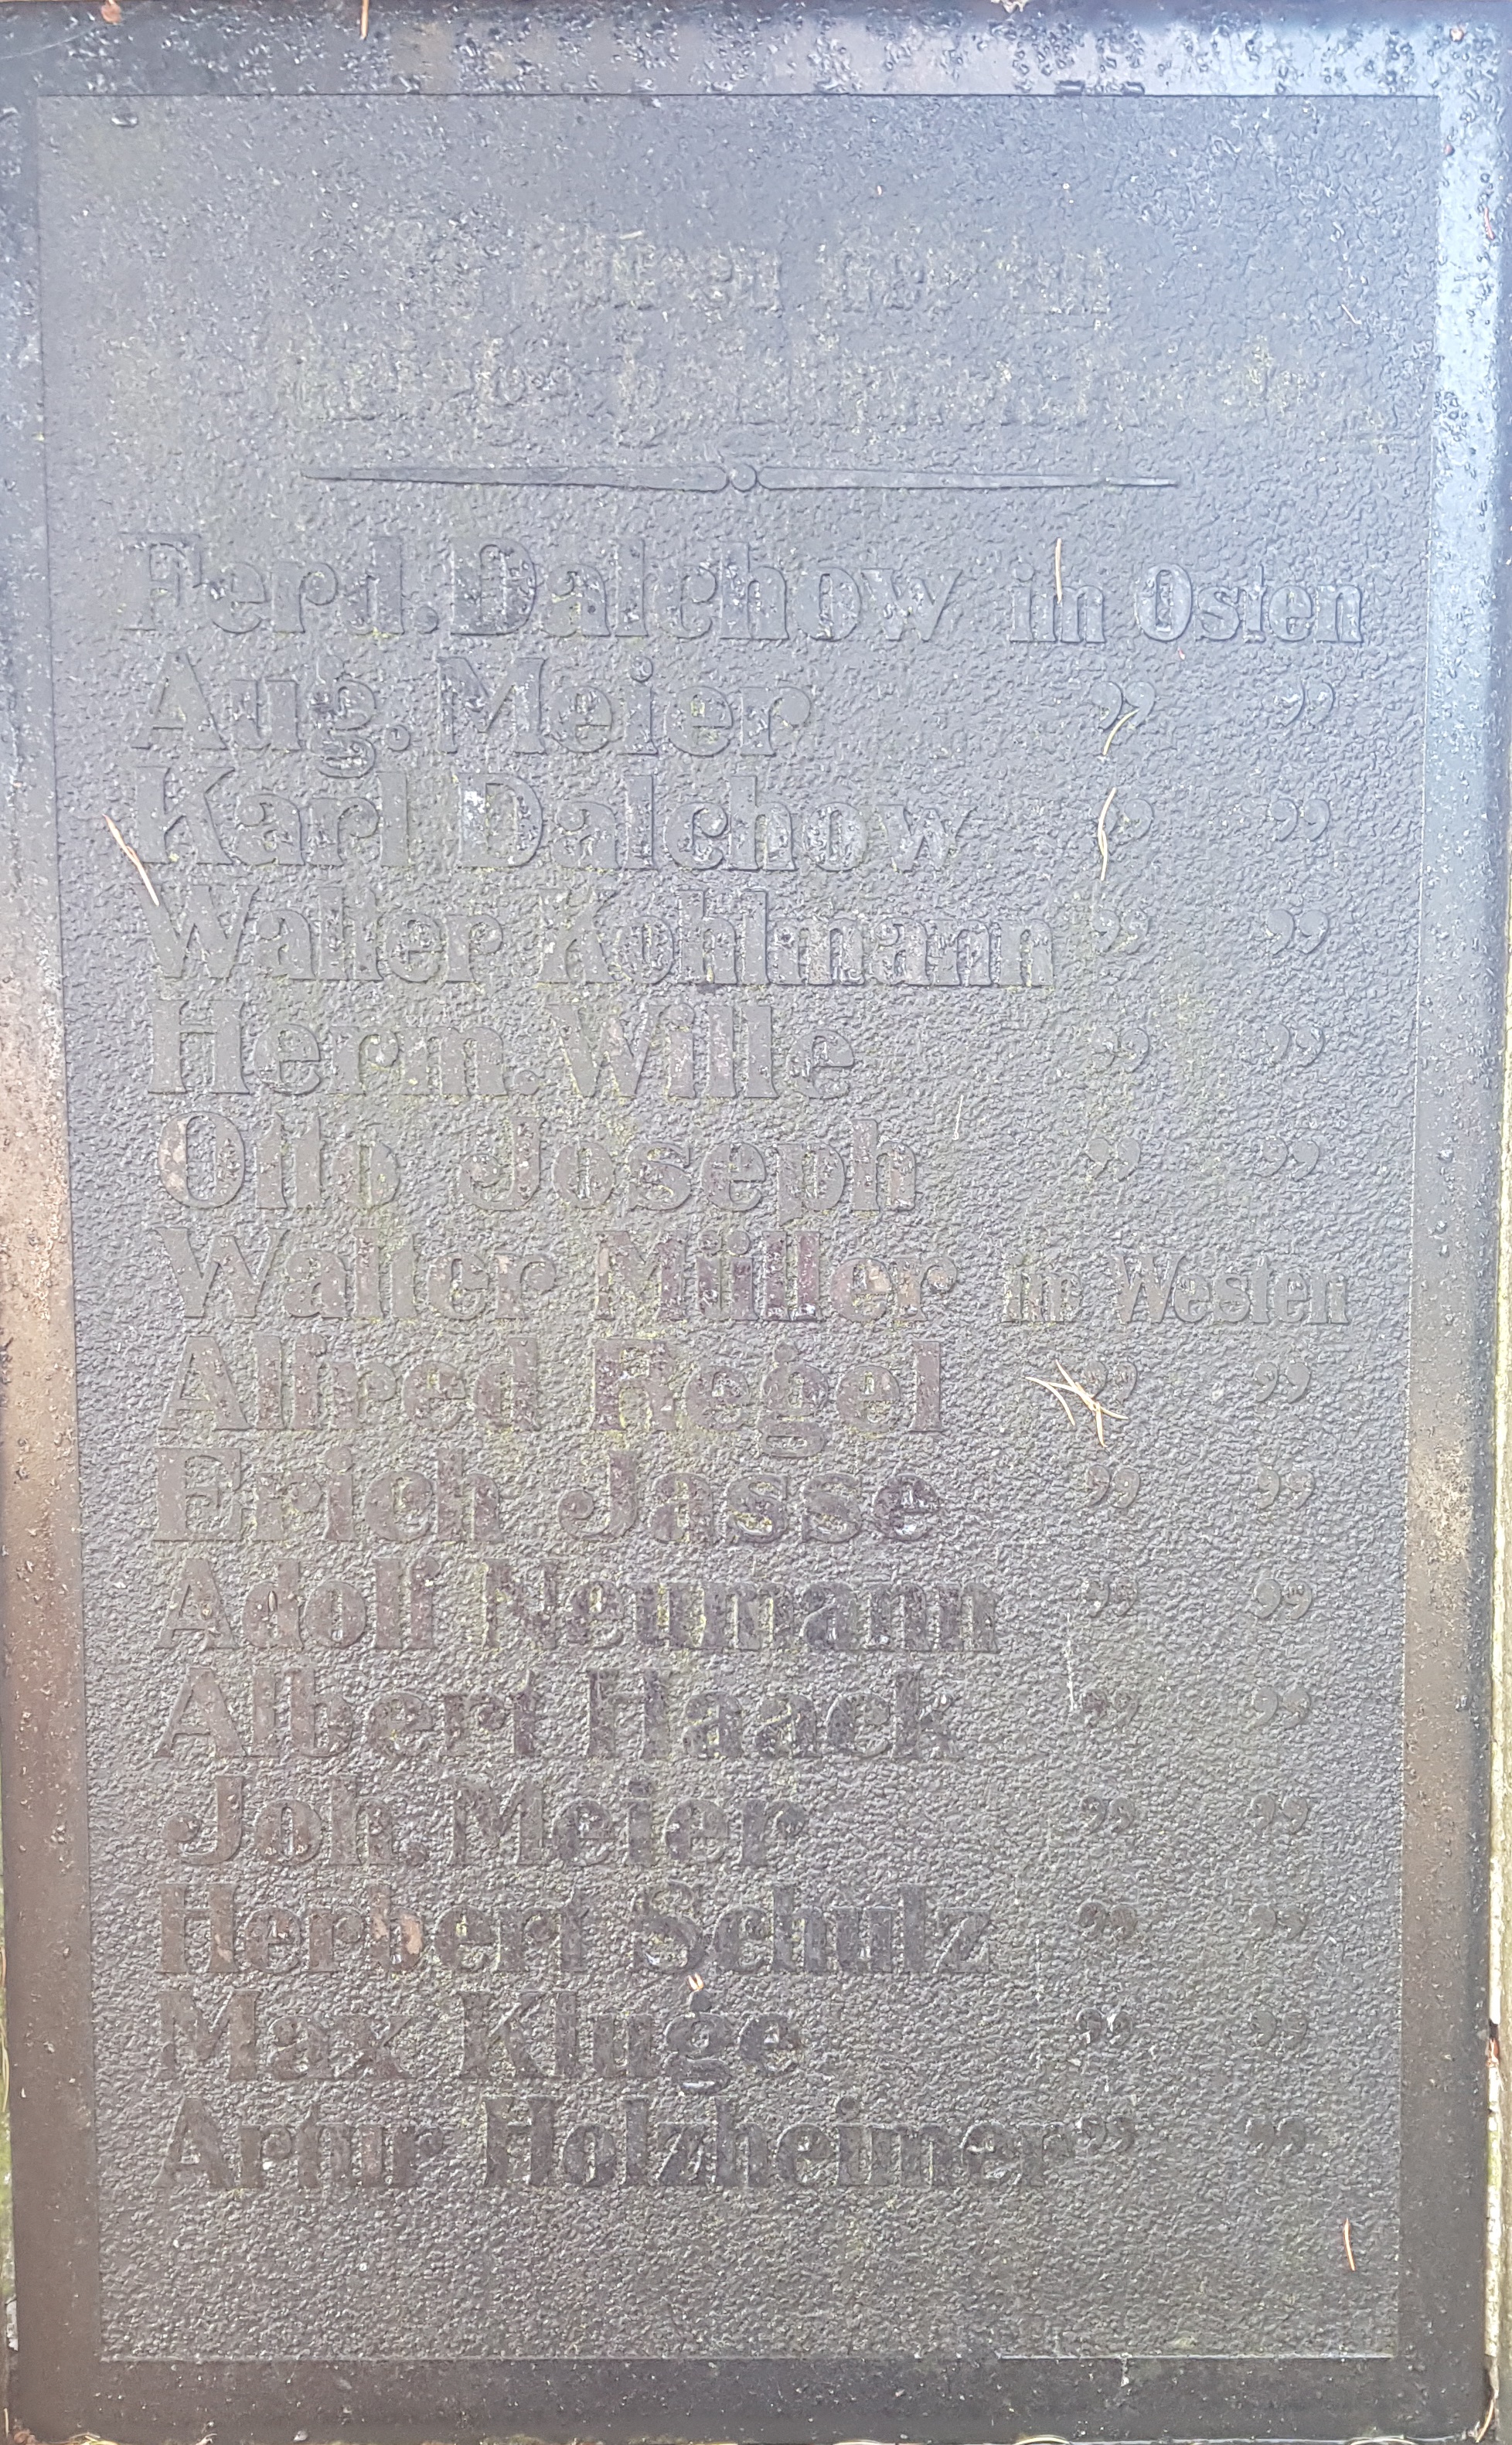 Ferd. Dalchow im Osten
Aug. Meier " "
Karl Dalchow " "
Walter Kohlmann " "
Herm. Wille " "
Otto Joseph " "
Walter Müller im Westen
Alfred Regel " "
Erich Jasse " "
Adolf Neumann " "
Albert Haack " "
Joh. Meier " "
Herbert Schulz " "
Max Kluge " "
Artur Holzheimer " "